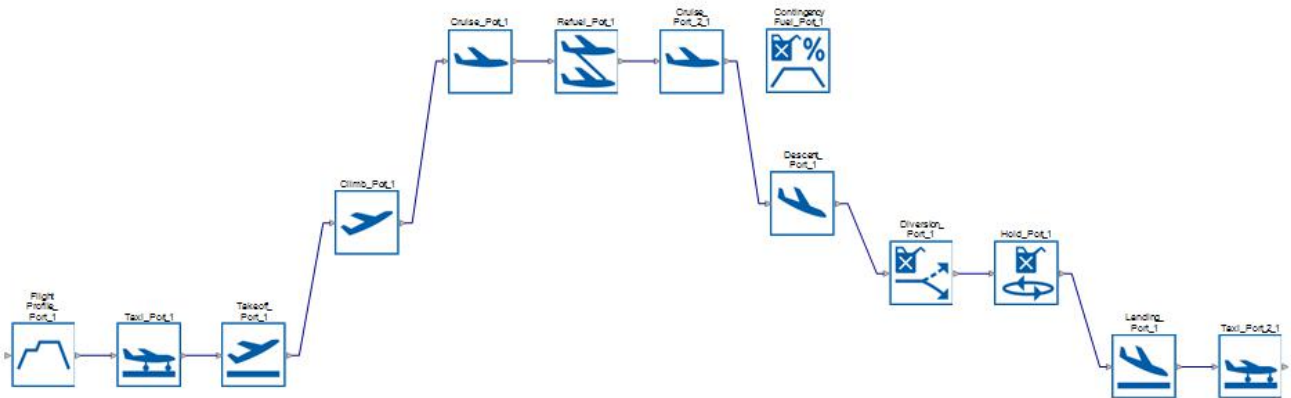 Cruise_Port_1
Refuel_Port_1
Cruise_
Port_2_1
Contingency
Fuel_Port_1
%
Descent_
Port_1
Climb_Port_1
Diversion_
Port_1
Hold_Port_1
Flight
Profile_
Port_1
Taxi_Port_1
Takeoff_
Port_1
Landing_
Port_1
Taxi_Port_2_1